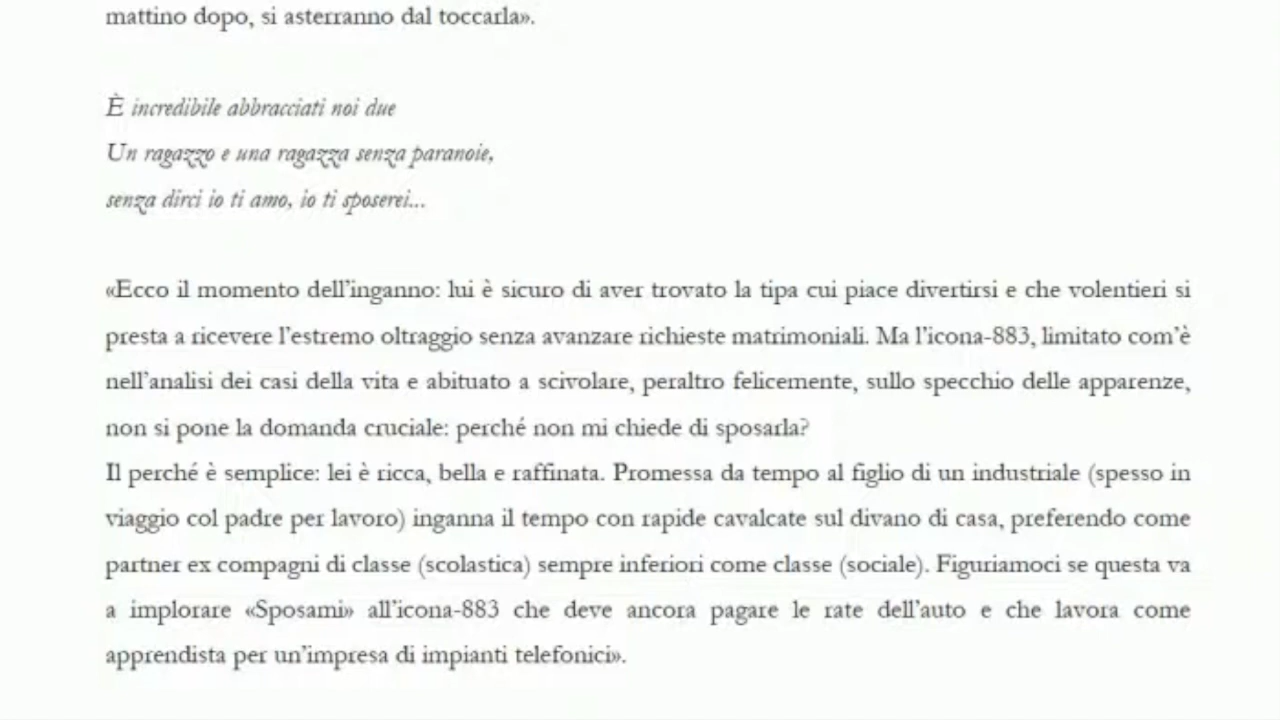 mattino dopo, si asterranno dal toccarla».
È incredibile abbracciati noi due
Un ragazzo e una ragazza senza paranoie,
senza dirci io ti amo, io ti sposerei...
«Ecco il momento dell’inganno: lui è sicuro di aver trovato la tipa cui piace divertirsi e che volentieri si
presta a ricevere l’estremo oltraggio senza avanzare richieste matrimoniali. Ma l’icona-883, limitato com’è
nell’analisi dei casi della vita e abituato a scivolare, peraltro felicemente, sullo specchio delle apparenze,
non si pone la domanda cruciale: perché non mi chiede di sposarla?
Il perché è semplice: lei è ricca, bella e raffinata. Promessa da tempo al figlio di un industriale (spesso in
viaggio col padre per lavoro) inganna il tempo con rapide cavalcate sul divano di casa, preferendo come
partner ex compagni di classe (scolastica) sempre inferiori come classe (sociale). Figuriamoci se questa va
a implorare «Sposami» all’icona-883 che deve ancora pagare le rate dell’auto e che lavora come
apprendista per un’impresa di impianti telefonici».